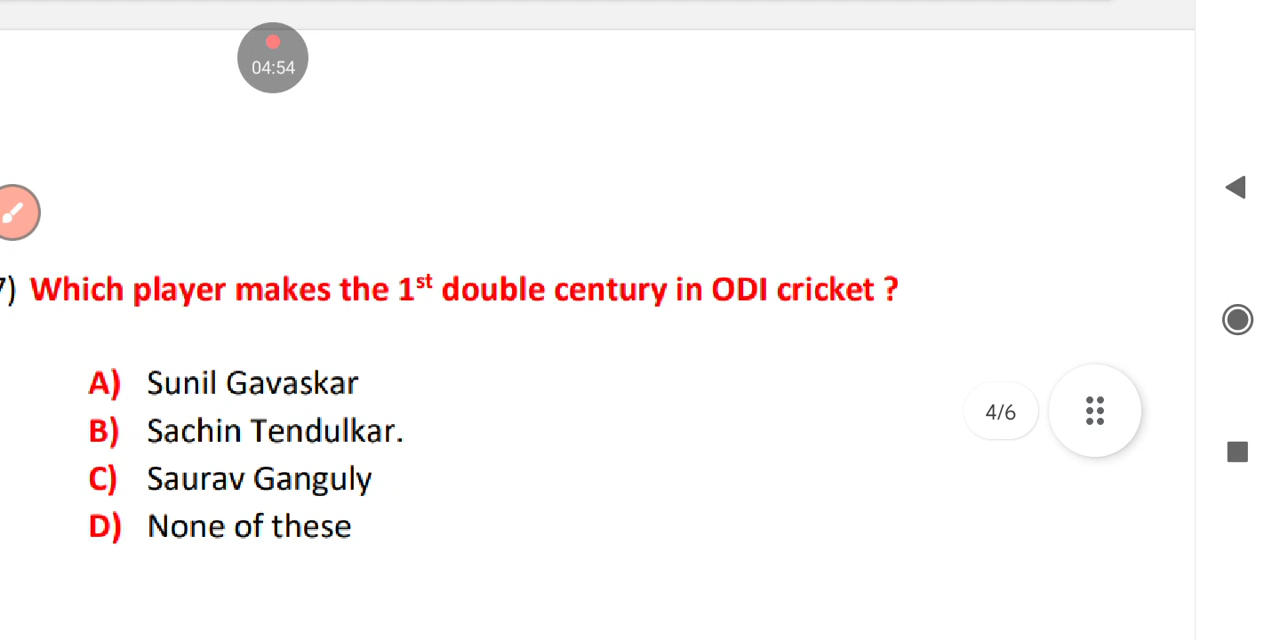 04:54
7) Which player makes the 1st double century in ODI cricket ?
A) Sunil Gavaskar
B) Sachin Tendulkar.
4/6
C) Saurav Ganguly
D) None of these